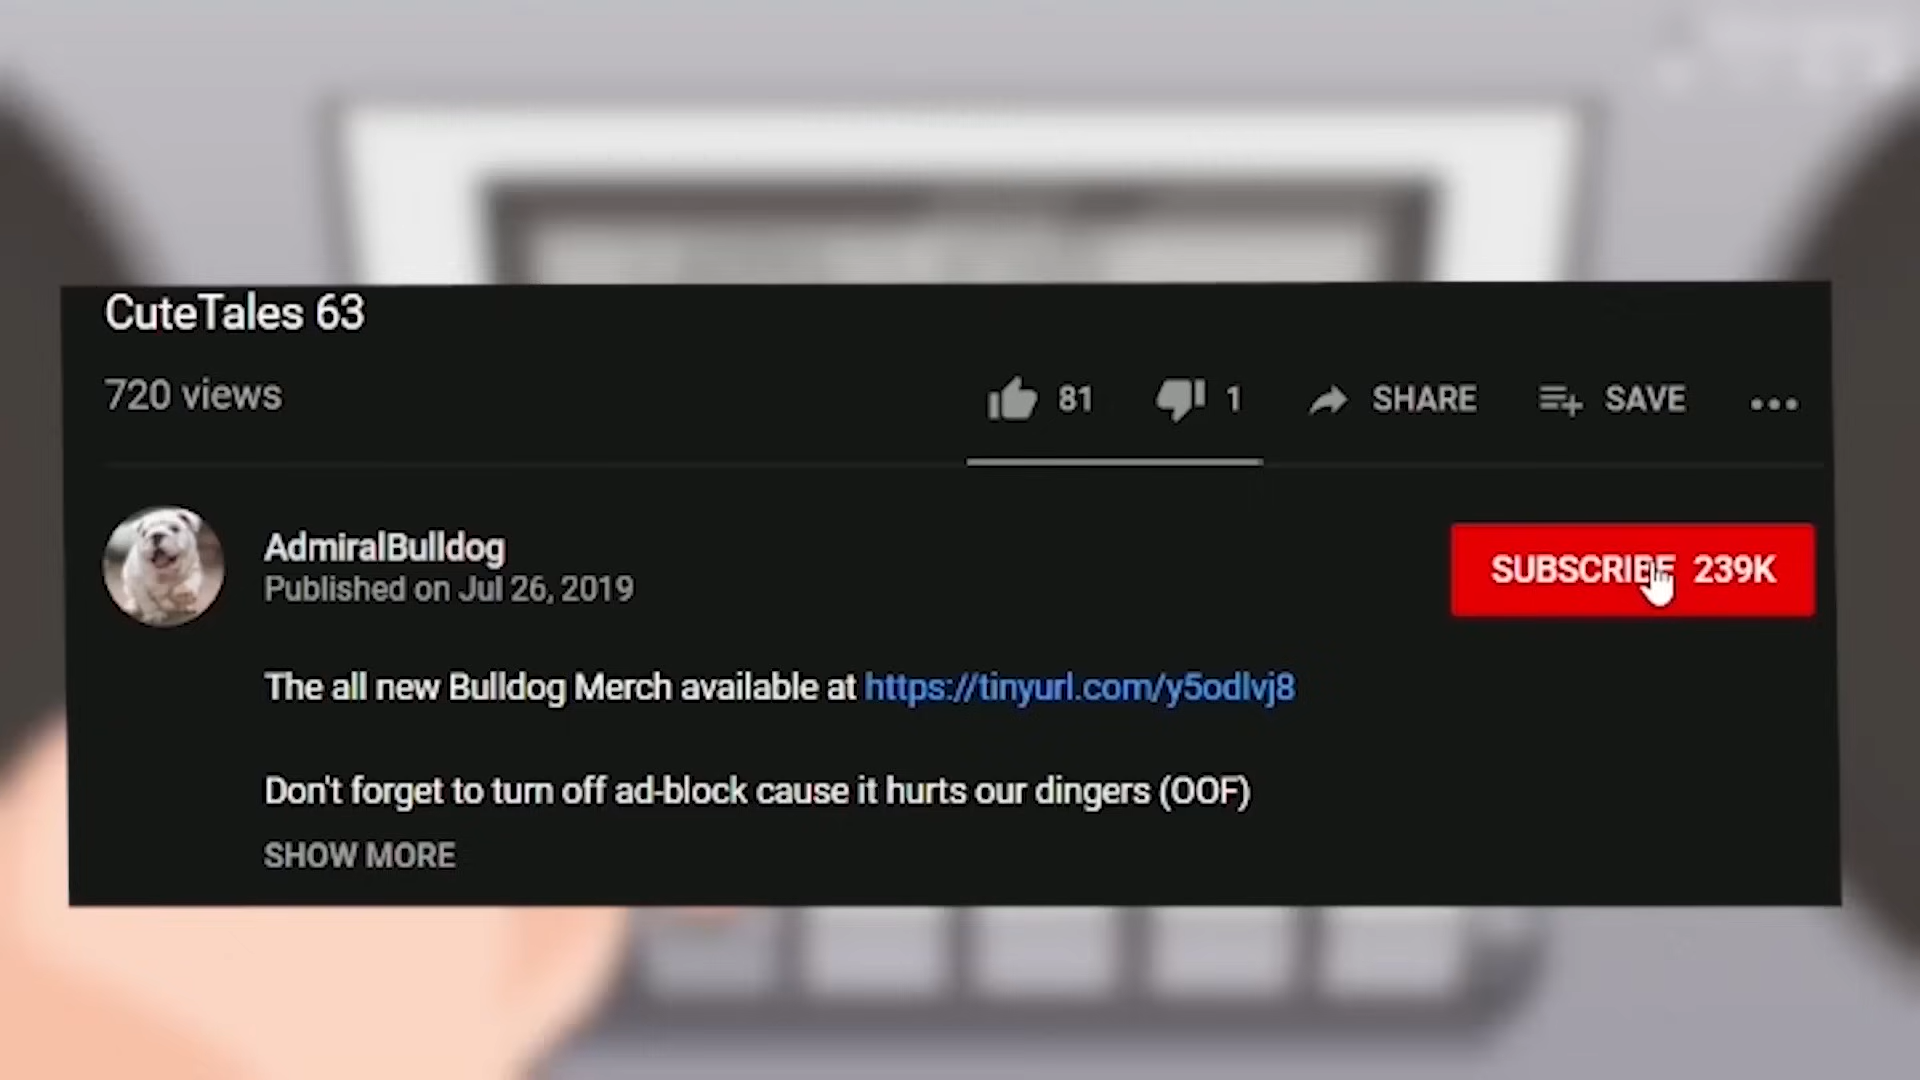 CuteTales 63
720 views
81 1 SHARE SAVE
AdmiralBulldog
Published on Jul 26, 2019
SUBSCRIBE 239K
The all new Bulldog Merch available at https://tinyurl.com/y5odlvj8
Don't forget to turn off ad-block cause it hurts our dingers (OOF)
SHOW MORE